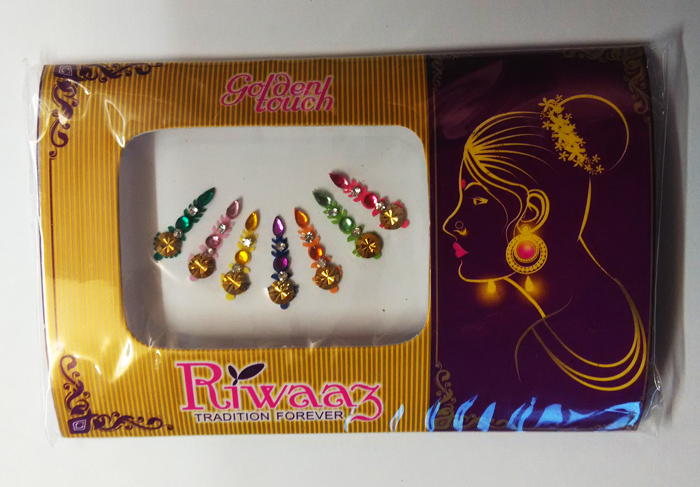 Golden
touch
Riwaaz
TRADITION FOREVER